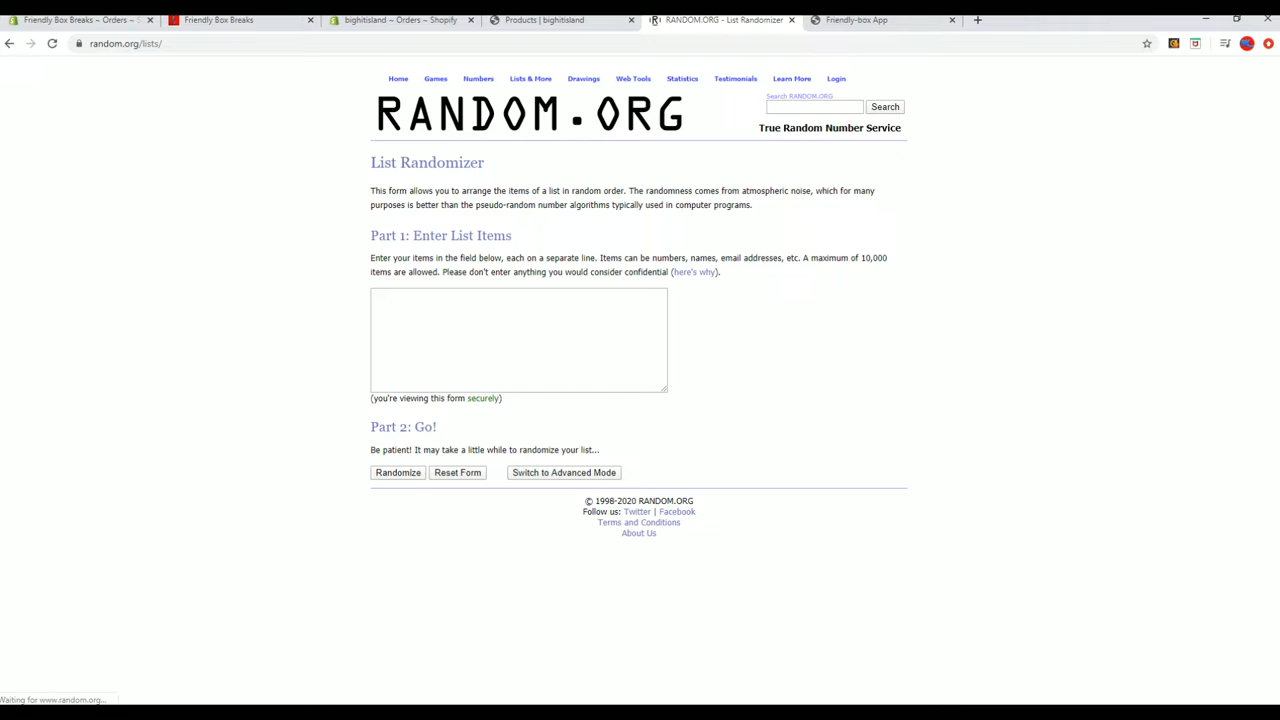 Friendly Box Breaks ~ Orders ~
Friendly Box Breaks
bighitisland ~ Orders ~ Shopify
Products | bighitisland
RANDOM.ORG - List Randomizer
Friendly-box App
random.org/lists/
Home Games Numbers Lists & More Drawings Web Tools Statistics Testimonials Learn More Login
RANDOM.ORG
Search RANDOM.ORG
Search
True Random Number Service
List Randomizer
This form allows you to arrange the items of a list in random order. The randomness comes from atmospheric noise, which for many
purposes is better than the pseudo-random number algorithms typically used in computer programs.
Part 1: Enter List Items
Enter your items in the field below, each on a separate line. Items can be numbers, names, email addresses, etc. A maximum of 10,000
items are allowed. Please don't enter anything you would consider confidential (here's why).
(you're viewing this form securely)
Part 2: Go!
Be patient! It may take a little while to randomize your list...
Randomize Reset Form Switch to Advanced Mode
© 1998-2020 RANDOM.ORG
Follow us: Twitter | Facebook
Terms and Conditions
About Us
Waiting for www.random.org...